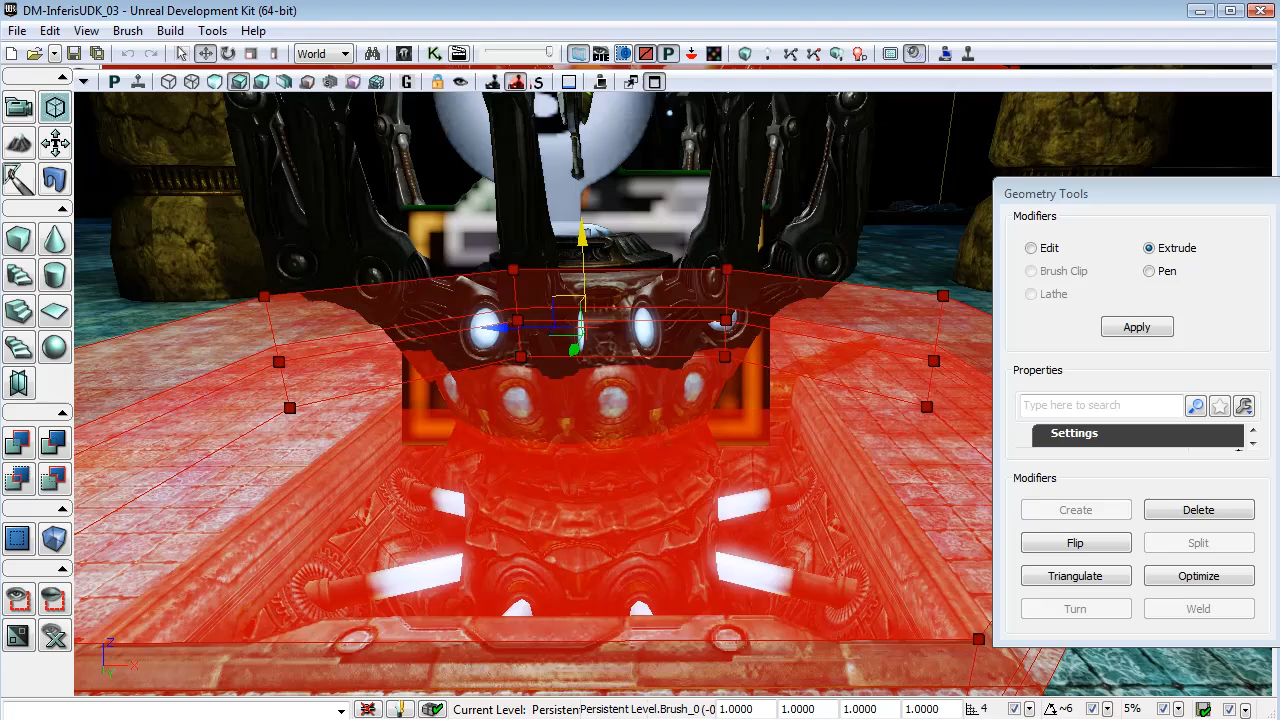 DM-InferisUDK_03 - Unreal Development Kit (64-bit)
File Edit View Brush Build Tools Help
World
P
P G S
Geometry Tools
Modifiers
Edit Extrude
Brush Clip Pen
Lathe
Apply
Properties
Type here to search
Settings
Modifiers
Create Delete
Flip Split
Triangulate Optimize
Turn Weld
Z
X
Y
Current Level: Persisten Persistent Level.Brush_0 (-0 1.0000 1.0000 1.0000 1.0000 4 ~6 5%